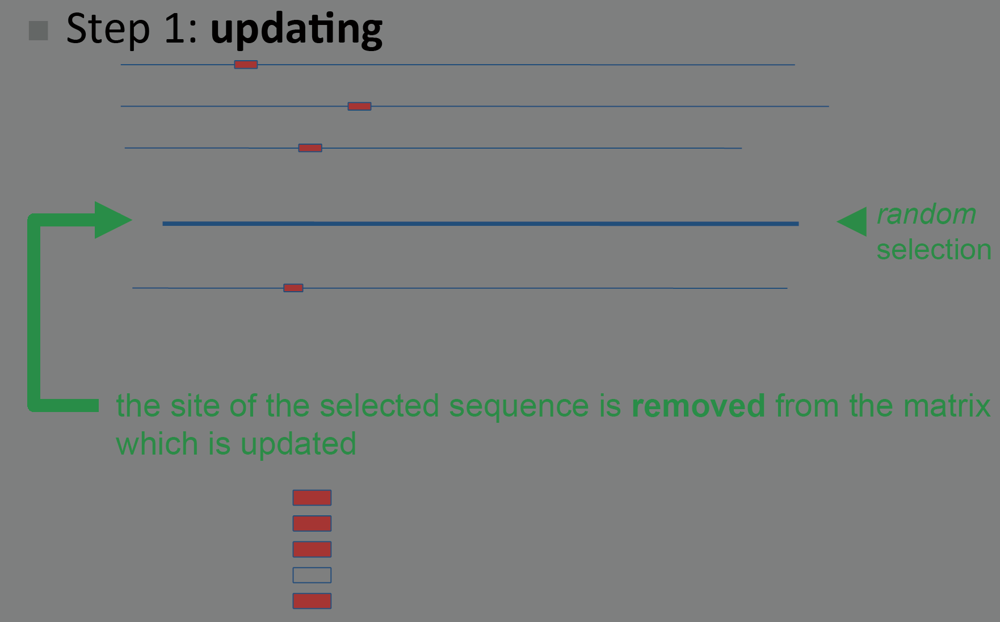 Step 1: updating
random
selection
the site of the selected sequence is removed from the matrix
which is updated